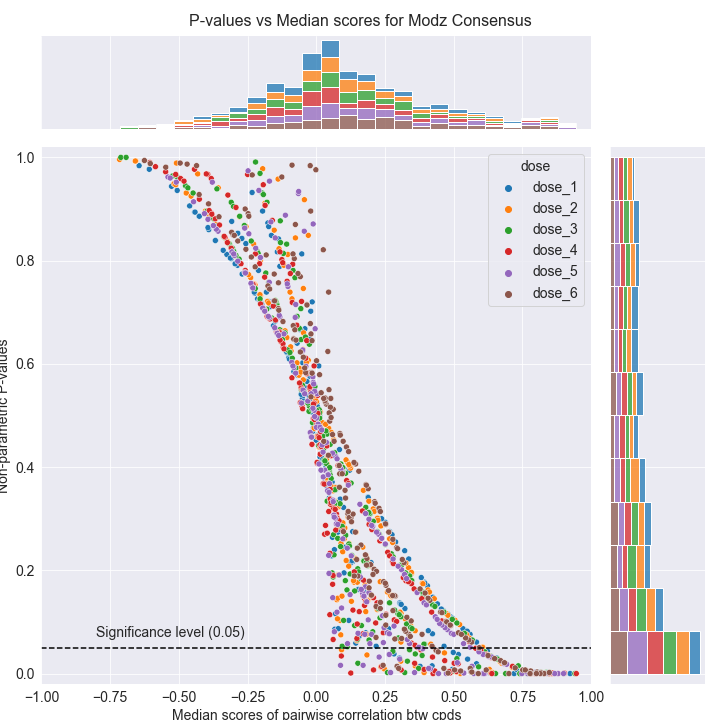 P-values vs Median scores for Modz Consensus
dose
dose_1
dose_2
dose_3
dose_4
dose_5
dose_6
1.0
0.8
0.6
0.4
0.2
0.0
Non-parametric P-values
Significance level (0.05)
−1.00 −0.75 −0.50 −0.25 0.00 0.25 0.50 0.75 1.00
Median scores of pairwise correlation btw cpds